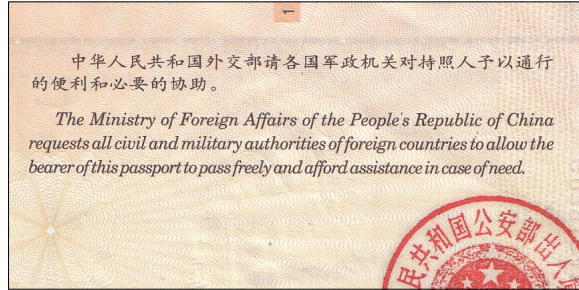 1
中华人民共和国外交部请各国军政机关对持照人予以通行
的便利和必要的协助。
The Ministry of Foreign Affairs of the People's Republic of China
requests all civil and military authorities of foreign countries to allow the
bearer of this passport to pass freely and afford assistance in case of need.
民共和国公安部出入境